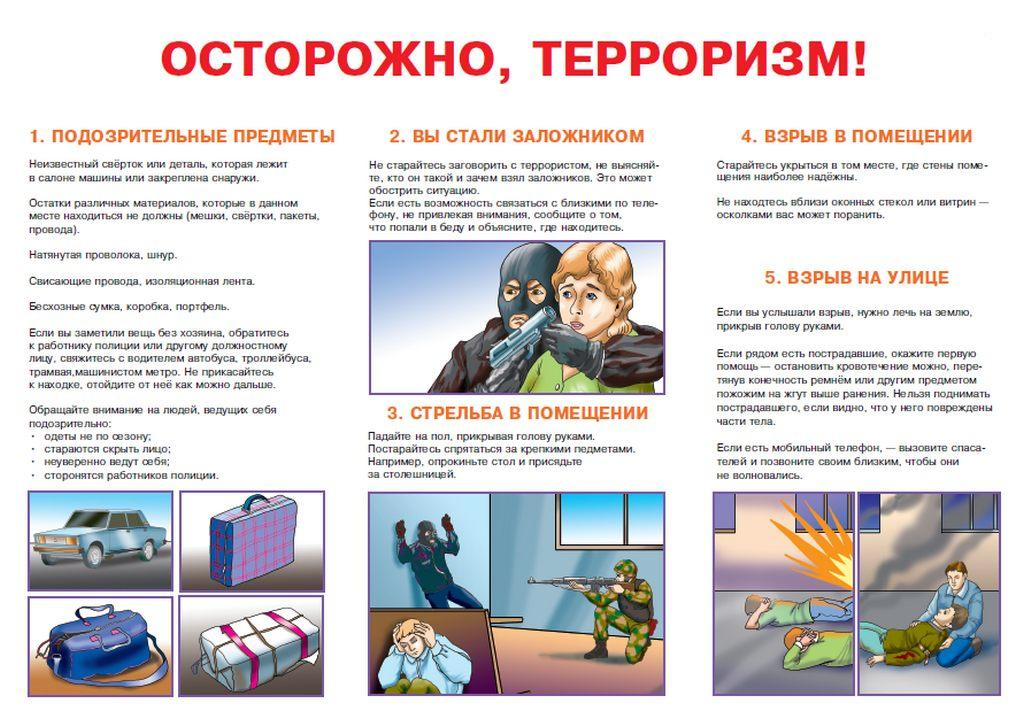 ОСТОРОЖНО, ТЕРРОРИЗМ!
1. ПОДОЗРИТЕЛЬНЫЕ ПРЕДМЕТЫ
Неизвестный свёрток или деталь, которая лежит
в салоне машины или закреплена снаружи.
Остатки различных материалов, которые в данном
месте находиться не должны (мешки, свёртки, пакеты,
провода).
Натянутая проволока, шнур.
Свисающие провода, изоляционная лента.
Бесхозные сумка, коробка, портфель.
Если вы заметили вещь без хозяина, обратитесь
к работнику полиции или другому должностному
лицу, свяжитесь с водителем автобуса, троллейбуса,
трамвая,машинистом метро. Не прикасайтесь
к находке, отойдите от неё как можно дальше.
Обращайте внимание на людей, ведущих себя
подозрительно:
· одеты не по сезону;
· стараются скрыть лицо;
· неуверенно ведут себя;
· сторонятся работников полиции.
2. ВЫ СТАЛИ ЗАЛОЖНИКОМ
Не старайтесь заговорить с террористом, не выясняй-
те, кто он такой и зачем взял заложников. Это может
обострить ситуацию.
Если есть возможность связаться с близкими по теле-
фону, не привлекая внимания, сообщите о том,
что попали в беду и объясните, где находитесь.
3. СТРЕЛЬБА В ПОМЕЩЕНИИ
Падайте на пол, прикрывая голову руками.
Постарайтесь спрятаться за крепкими педметами.
Например, опрокиньте стол и присядьте
за столешницей.
4. ВЗРЫВ В ПОМЕЩЕНИИ
Старайтесь укрыться в том месте, где стены поме-
щения наиболее надёжны.
Не находтесь вблизи оконных стекол или витрин —
осколками вас может поранить.
5. ВЗРЫВ НА УЛИЦЕ
Если вы услышали взрыв, нужно лечь на землю,
прикрыв голову руками.
Если рядом есть пострадавшие, окажите первую
помощь — остановить кровотечение можно, пере-
тянув конечность ремнём или другим предметом
пожожим на жгут выше ранения. Нельзя поднимать
пострадавшего, если видно, что у него повреждены
части тела.
Если есть мобильный телефон, — вызовите спаса-
телей и позвоните своим близким, чтобы они
не волновались.